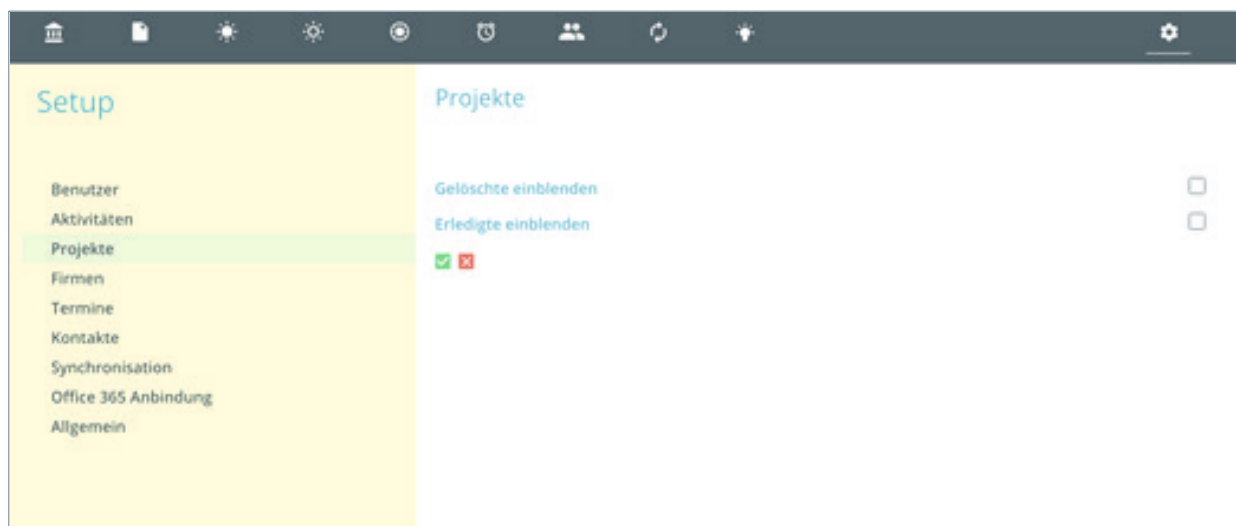 Setup
Benutzer
Aktivitäten
Projekte
Firmen
Termine
Kontakte
Synchronisation
Office 365 Anbindung
Allgemein
Projekte
Gelöschte einblenden
Erledigte einblenden